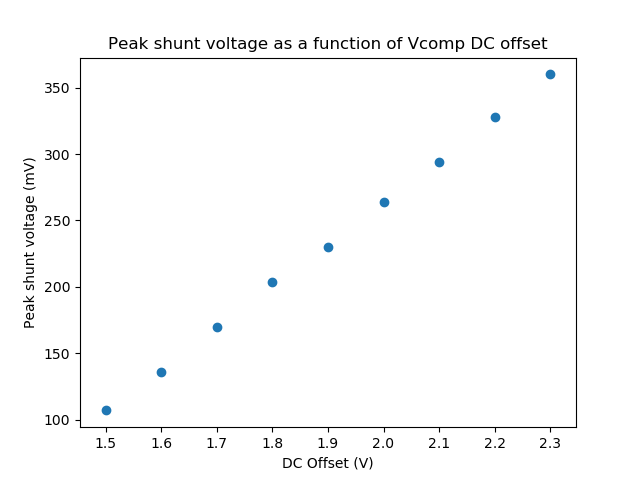 Peak shunt voltage as a function of Vcomp DC offset
350
300
250
200
150
100
Peak shunt voltage (mV)
1.5 1.6 1.7 1.8 1.9 2.0 2.1 2.2 2.3
DC Offset (V)